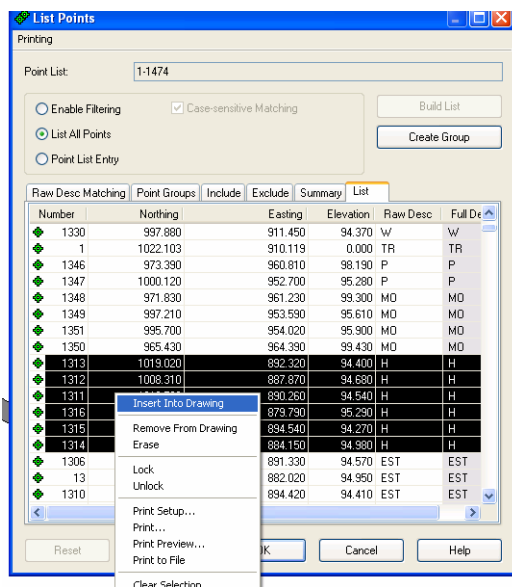 List Points
Printing
Point List: 1-1474
Enable Filtering Case-sensitive Matching Build List
List All Points Create Group
Point List Entry
Raw Desc Matching Point Groups Include Exclude Summary List
Number Northing Easting Elevation Raw Desc Full De
1330 997.880 911.450 94.370 W W
1 1022.103 910.119 0.000 TR TR
1346 973.390 960.810 98.190 P P
1347 1000.120 952.700 95.280 P P
1348 971.830 961.230 99.300 MO MO
1349 997.210 953.590 95.610 MO MO
1351 995.700 954.020 95.900 MO MO
1350 965.430 964.390 99.430 MO MO
1313 1019.020 892.320 94.400 H H
1312 1008.310 887.870 94.680 H H
1311 890.260 94.540 H H
1316 879.790 95.290 H H
1315 894.540 94.270 H H
1314 884.150 94.980 H H
1306 891.330 94.570 EST EST
13 882.020 94.950 EST EST
1310 894.420 94.410 EST EST
Insert Into Drawing
Remove From Drawing
Erase
Lock
Unlock
Print Setup...
Print...
Print Preview...
Print to File
Clear Selection
Reset K Cancel Help